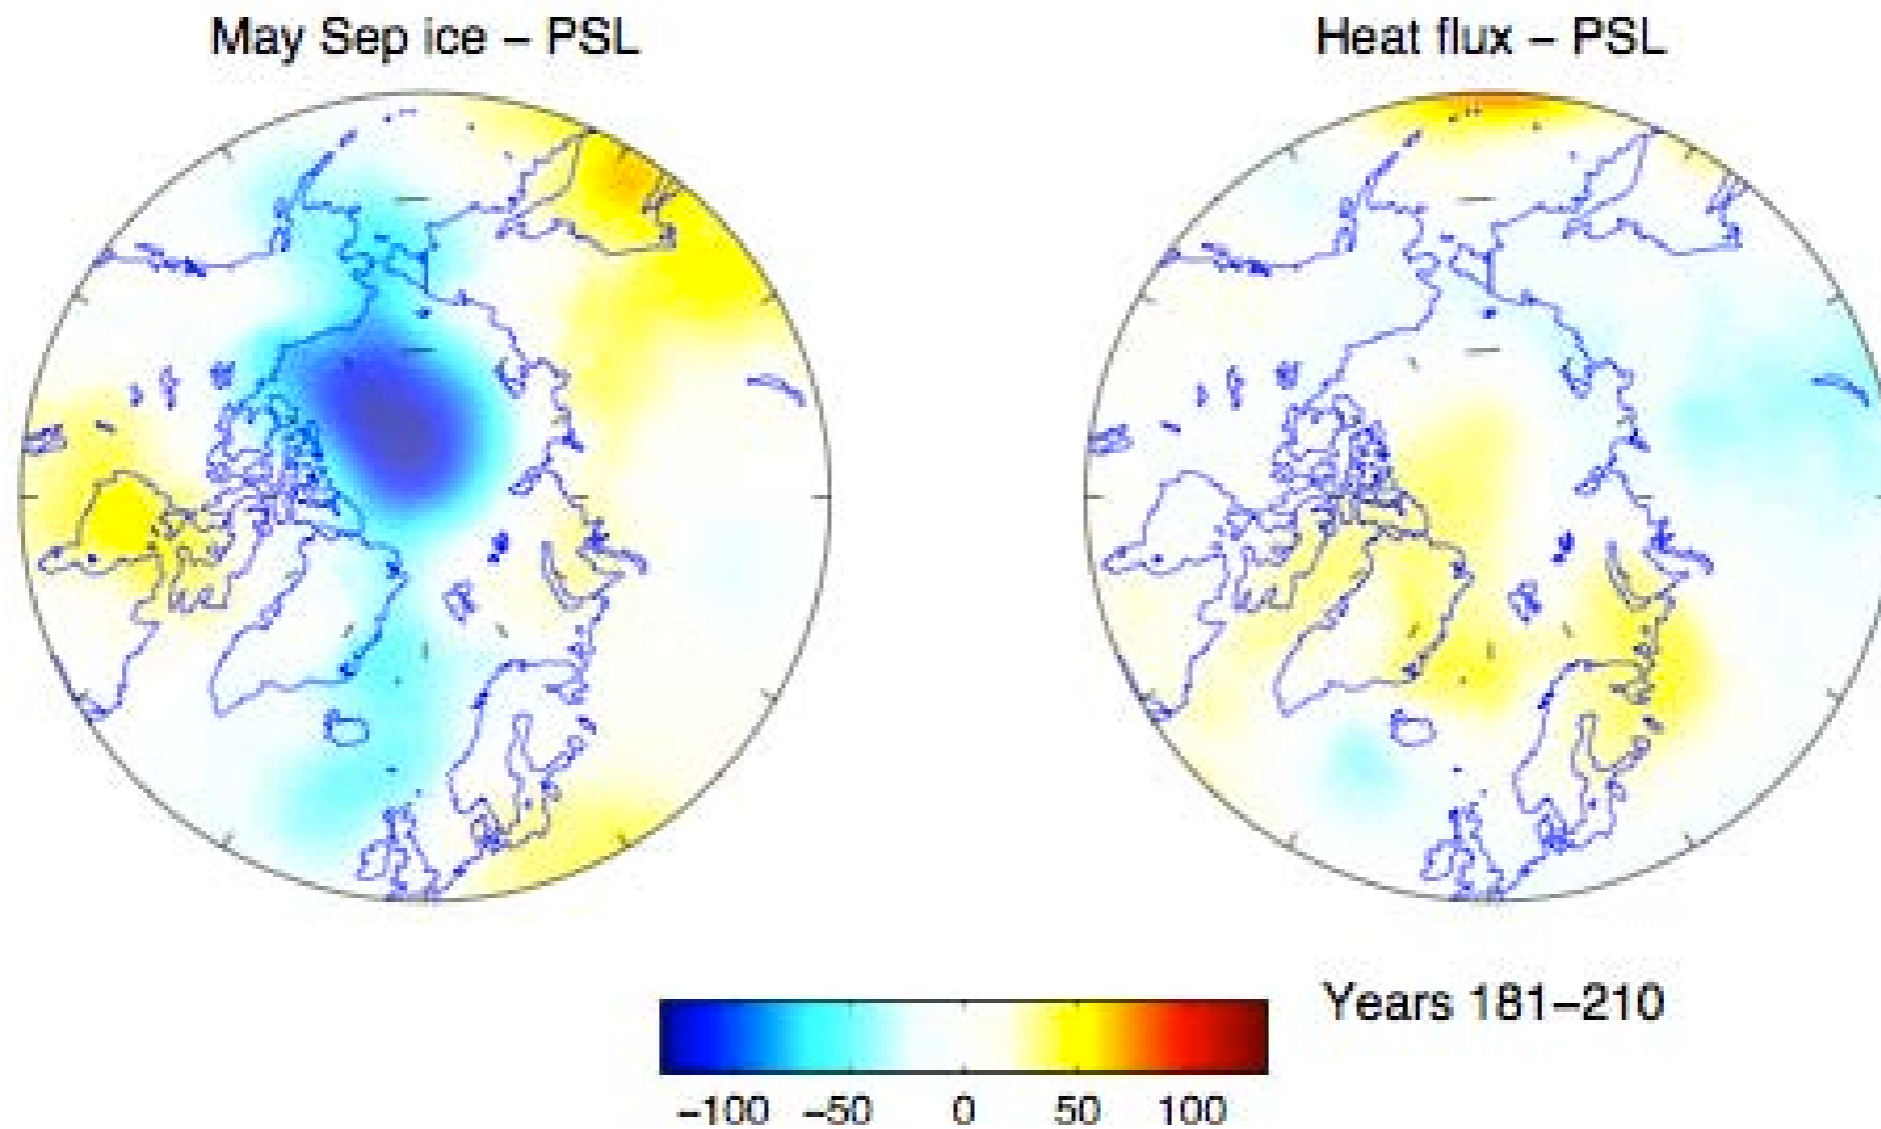 May Sep ice – PSL
Heat flux – PSL
Years 181–210
−100 −50 0 50 100